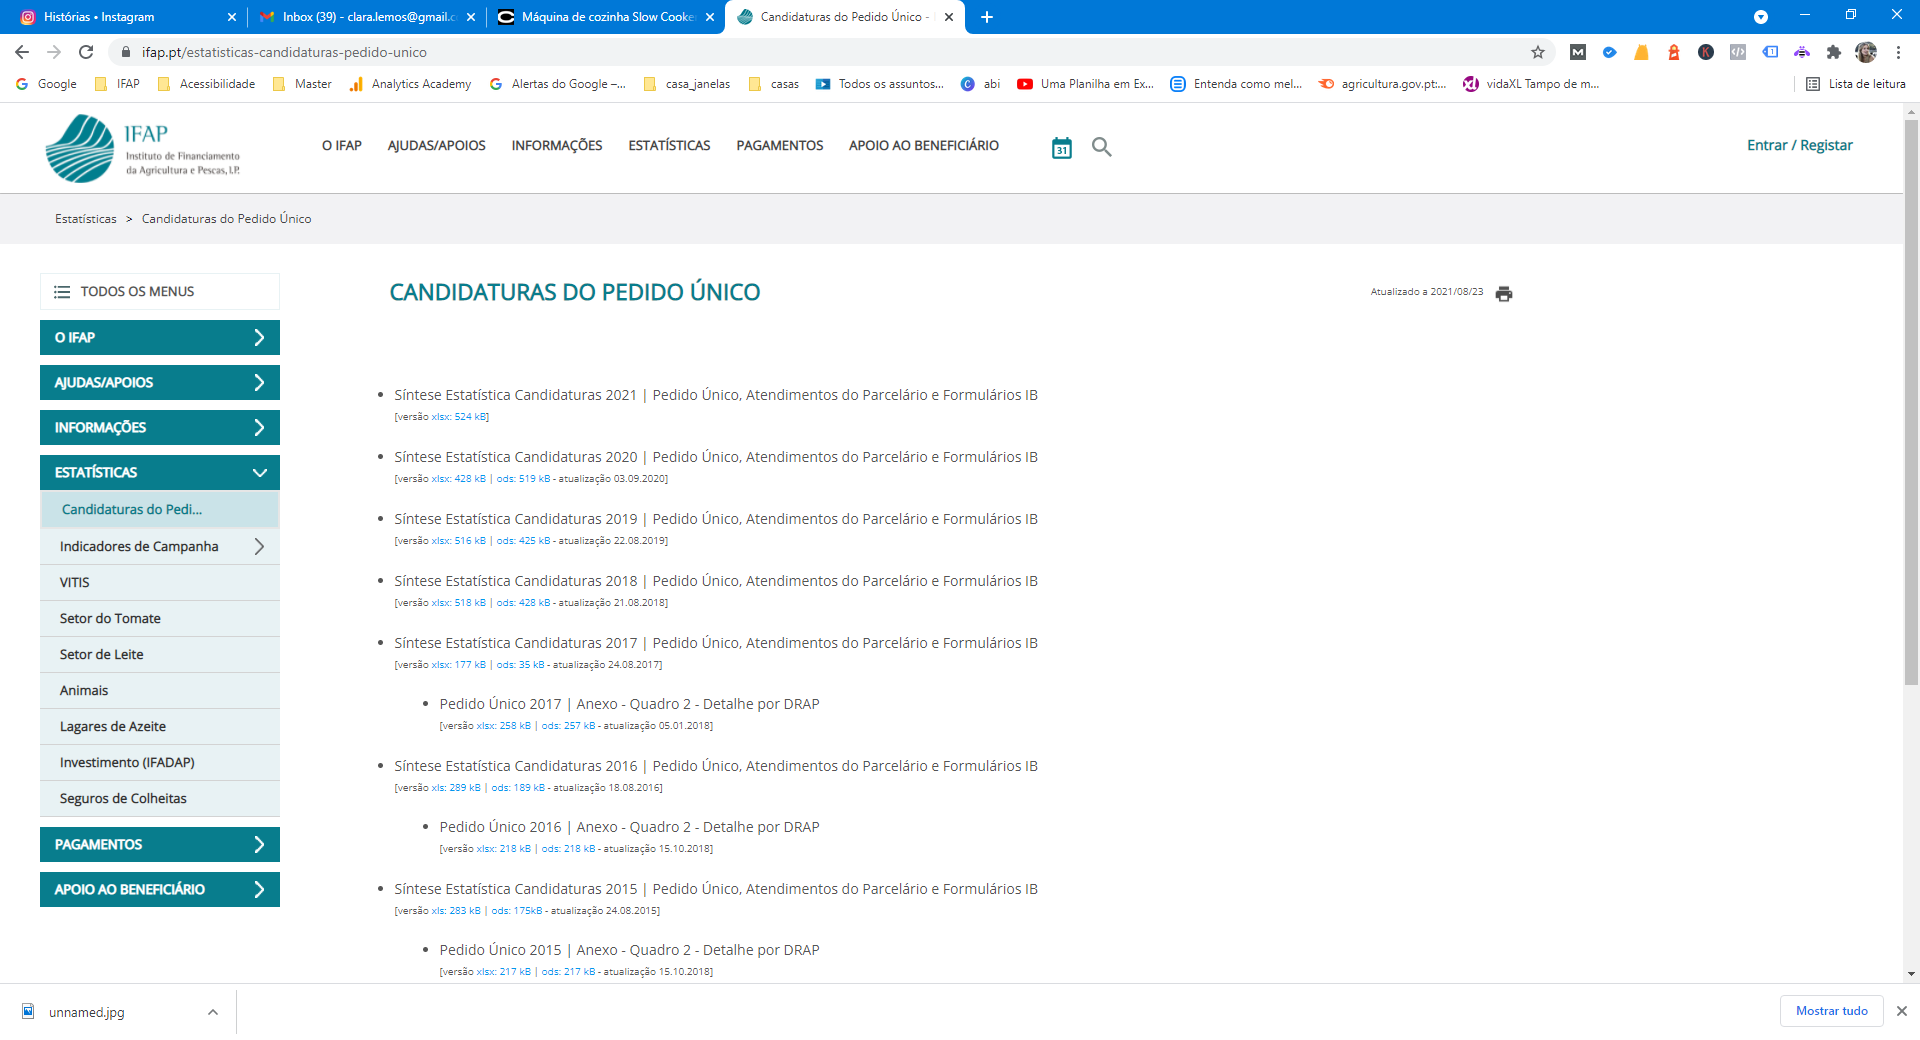 Histórias • Instagram
Inbox (39) - clara.lemos@gmail.c
Máquina de cozinha Slow Cooke
Candidaturas do Pedido Único -
ifap.pt/estatisticas-candidaturas-pedido-unico
Google
IFAP
Acessibilidade
Master
Analytics Academy
Alertas do Google –...
casa_janelas
casas
Todos os assuntos...
abi
Uma Planilha em Ex...
Entenda como mel...
agricultura.gov.pt:...
vidaXL Tampo de m...
Lista de leitura
IFAP
Instituto de Financiamento
da Agricultura e Pescas, I.P.
O IFAP
AJUDAS/APOIOS
INFORMAÇÕES
ESTATÍSTICAS
PAGAMENTOS
APOIO AO BENEFICIÁRIO
31
Entrar / Registar
Estatísticas > Candidaturas do Pedido Único
TODOS OS MENUS
O IFAP
AJUDAS/APOIOS
INFORMAÇÕES
ESTATÍSTICAS
Candidaturas do Pedi...
Indicadores de Campanha
VITIS
Setor do Tomate
Setor de Leite
Animais
Lagares de Azeite
Investimento (IFADAP)
Seguros de Colheitas
PAGAMENTOS
APOIO AO BENEFICIÁRIO
CANDIDATURAS DO PEDIDO ÚNICO
Atualizado a 2021/08/23
• Síntese Estatística Candidaturas 2021 | Pedido Único, Atendimentos do Parcelário e Formulários IB
[versão xlsx: 524 kB]
• Síntese Estatística Candidaturas 2020 | Pedido Único, Atendimentos do Parcelário e Formulários IB
[versão xlsx: 428 kB | ods: 519 kB - atualização 03.09.2020]
• Síntese Estatística Candidaturas 2019 | Pedido Único, Atendimentos do Parcelário e Formulários IB
[versão xlsx: 516 kB | ods: 425 kB - atualização 22.08.2019]
• Síntese Estatística Candidaturas 2018 | Pedido Único, Atendimentos do Parcelário e Formulários IB
[versão xlsx: 518 kB | ods: 428 kB - atualização 21.08.2018]
• Síntese Estatística Candidaturas 2017 | Pedido Único, Atendimentos do Parcelário e Formulários IB
[versão xlsx: 177 kB | ods: 35 kB - atualização 24.08.2017]
• Pedido Único 2017 | Anexo - Quadro 2 - Detalhe por DRAP
[versão xlsx: 258 kB | ods: 257 kB - atualização 05.01.2018]
• Síntese Estatística Candidaturas 2016 | Pedido Único, Atendimentos do Parcelário e Formulários IB
[versão xls: 289 kB | ods: 189 kB - atualização 18.08.2016]
• Pedido Único 2016 | Anexo - Quadro 2 - Detalhe por DRAP
[versão xlsx: 218 kB | ods: 218 kB - atualização 15.10.2018]
• Síntese Estatística Candidaturas 2015 | Pedido Único, Atendimentos do Parcelário e Formulários IB
[versão xls: 283 kB | ods: 175kB - atualização 24.08.2015]
• Pedido Único 2015 | Anexo - Quadro 2 - Detalhe por DRAP
[versão xlsx: 217 kB | ods: 217 kB - atualização 15.10.2018]
unnamed.jpg
Mostrar tudo